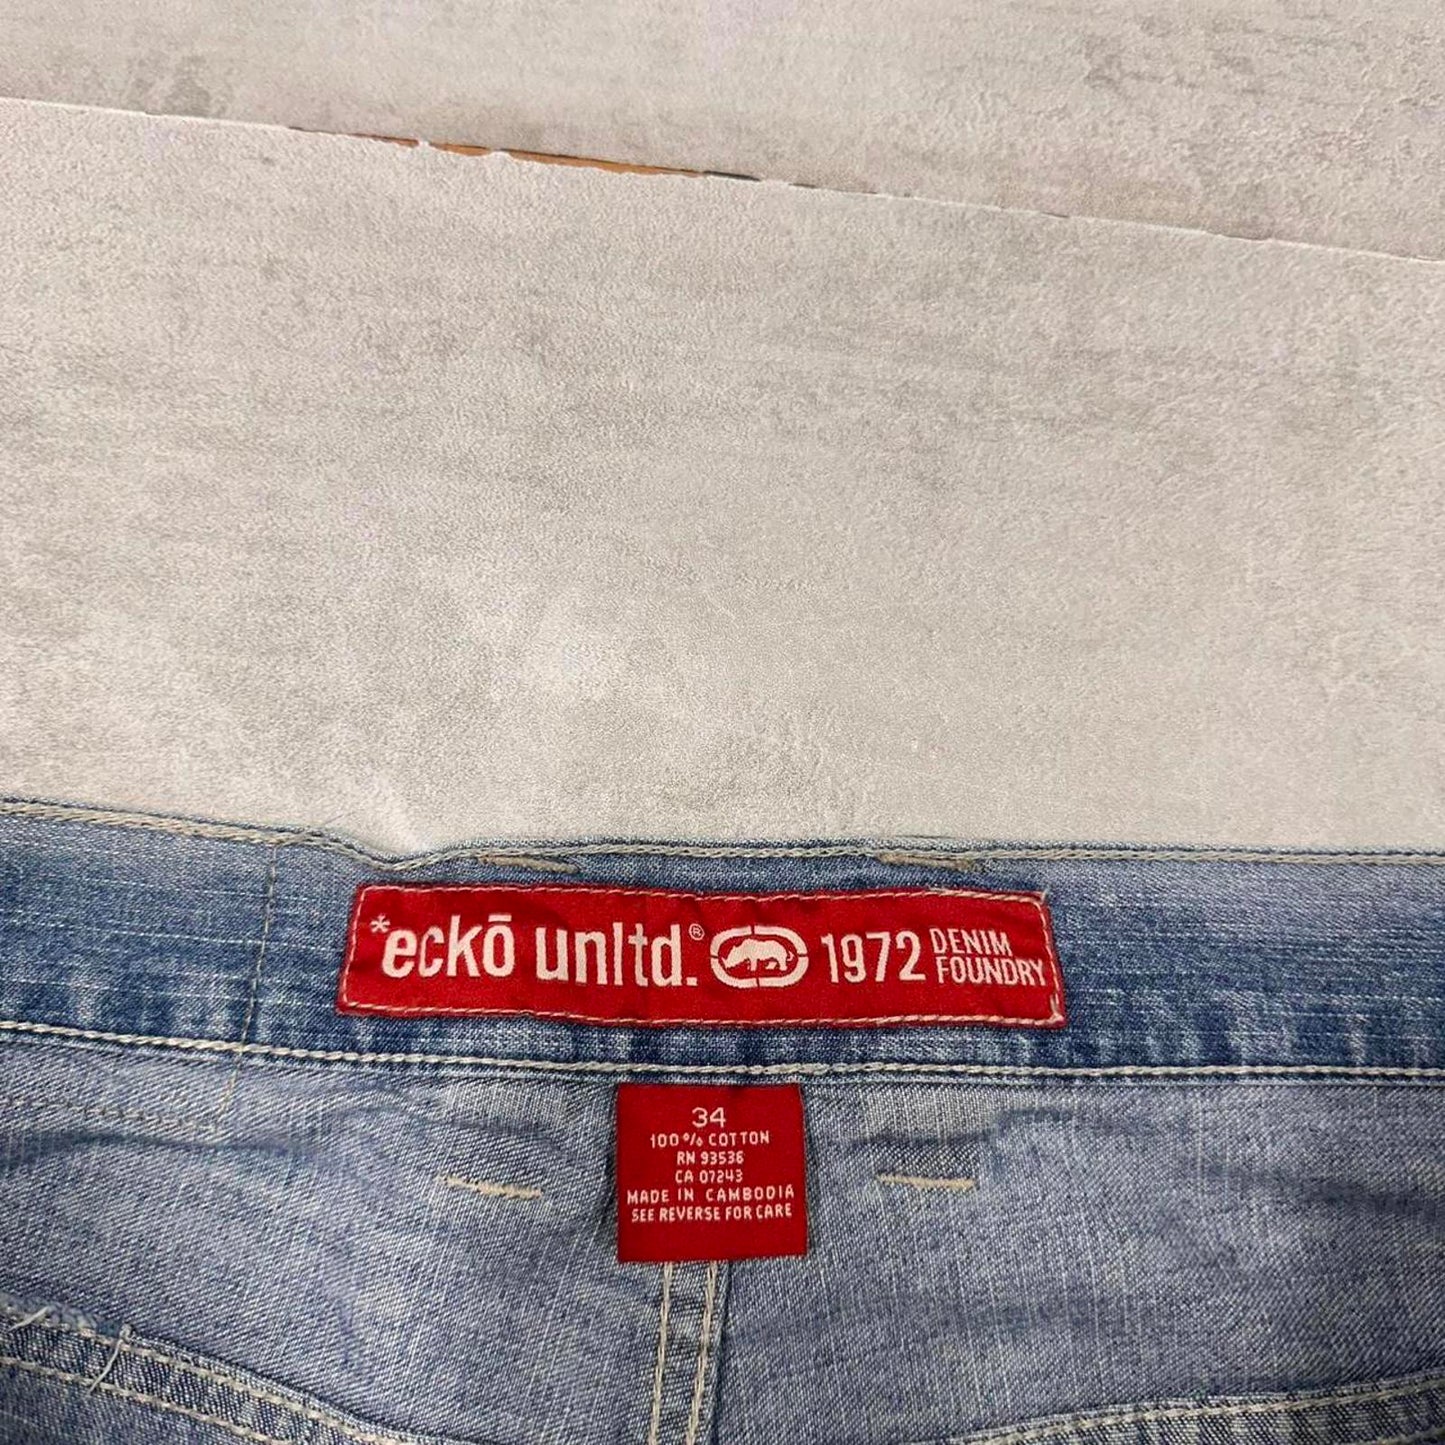 *eckō unltd.® 1972 DENIM FOUNDRY
34
100% COTTON
RN 93536
CA 07243
MADE IN CAMBODIA
SEE REVERSE FOR CARE